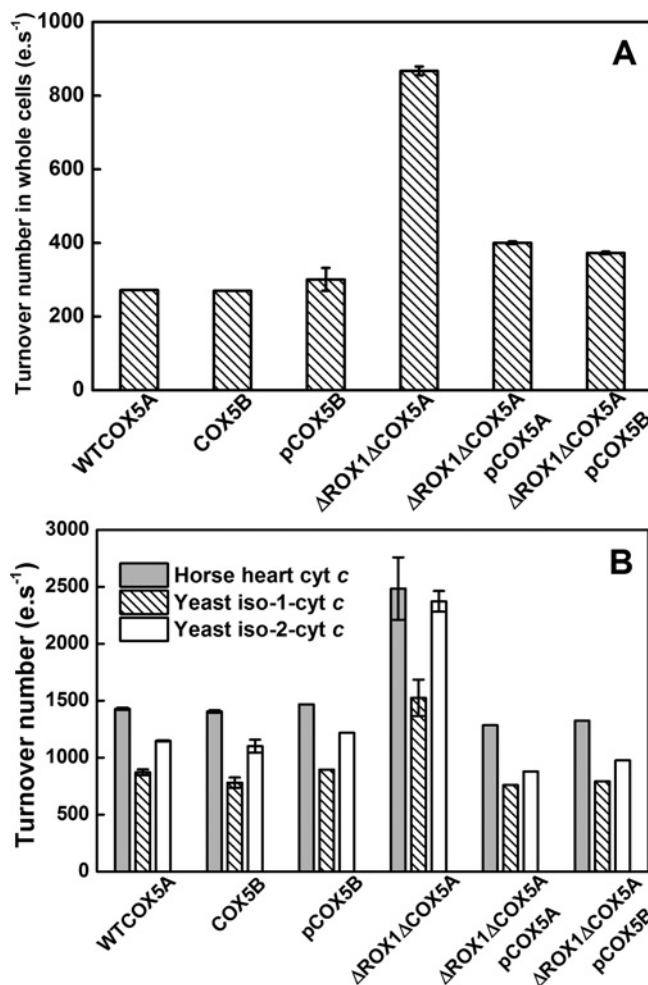 A
Turnover number in whole cells (e.s⁻¹)
1000
800
600
400
200
0
WTCOX5A
COX5B
pCOX5B
ΔROX1ΔCOX5A
ΔROX1ΔCOX5A
pCOX5A
ΔROX1ΔCOX5A
pCOX5B
B
Turnover number (e.s⁻¹)
3000
2500
2000
1500
1000
500
0
Horse heart cyt c
Yeast iso-1-cyt c
Yeast iso-2-cyt c
WTCOX5A
COX5B
pCOX5B
ΔROX1ΔCOX5A
ΔROX1ΔCOX5A
pCOX5A
ΔROX1ΔCOX5A
pCOX5B